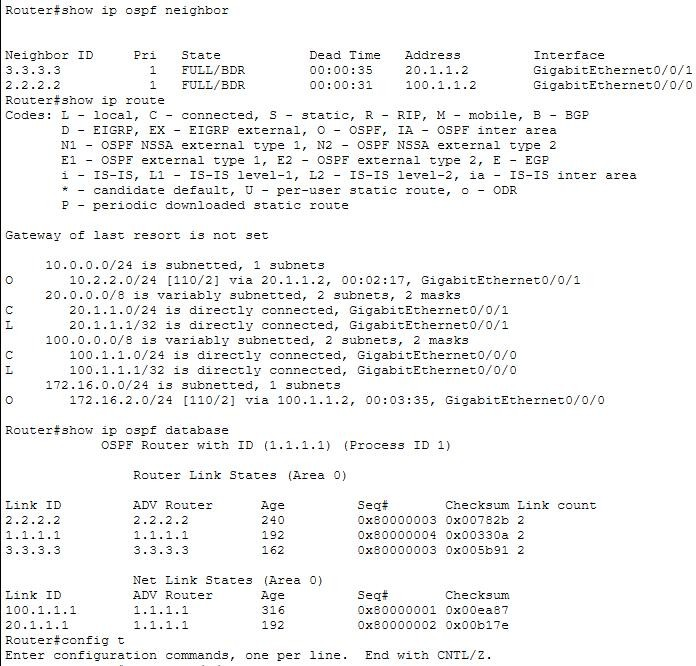 Router#show ip ospf neighbor
Neighbor ID     Pri   State           Dead Time   Address         Interface
3.3.3.3           1   FULL/BDR        00:00:35    20.1.1.2        GigabitEthernet0/0/1
2.2.2.2           1   FULL/BDR        00:00:31    100.1.1.2       GigabitEthernet0/0/0
Router#show ip route
Codes: L - local, C - connected, S - static, R - RIP, M - mobile, B - BGP
       D - EIGRP, EX - EIGRP external, O - OSPF, IA - OSPF inter area
       N1 - OSPF NSSA external type 1, N2 - OSPF NSSA external type 2
       E1 - OSPF external type 1, E2 - OSPF external type 2, E - EGP
       i - IS-IS, L1 - IS-IS level-1, L2 - IS-IS level-2, ia - IS-IS inter area
       * - candidate default, U - per-user static route, o - ODR
       P - periodic downloaded static route
Gateway of last resort is not set
     10.0.0.0/24 is subnetted, 1 subnets
O       10.2.2.0/24 [110/2] via 20.1.1.2, 00:02:17, GigabitEthernet0/0/1
     20.0.0.0/8 is variably subnetted, 2 subnets, 2 masks
C       20.1.1.0/24 is directly connected, GigabitEthernet0/0/1
L       20.1.1.1/32 is directly connected, GigabitEthernet0/0/1
     100.0.0.0/8 is variably subnetted, 2 subnets, 2 masks
C       100.1.1.0/24 is directly connected, GigabitEthernet0/0/0
L       100.1.1.1/32 is directly connected, GigabitEthernet0/0/0
     172.16.0.0/24 is subnetted, 1 subnets
O       172.16.2.0/24 [110/2] via 100.1.1.2, 00:03:35, GigabitEthernet0/0/0
Router#show ip ospf database
            OSPF Router with ID (1.1.1.1) (Process ID 1)
                Router Link States (Area 0)
Link ID         ADV Router      Age         Seq#       Checksum Link count
2.2.2.2         2.2.2.2         240         0x80000003 0x00782b 2
1.1.1.1         1.1.1.1         192         0x80000004 0x00330a 2
3.3.3.3         3.3.3.3         162         0x80000003 0x005b91 2
                Net Link States (Area 0)
Link ID         ADV Router      Age         Seq#       Checksum
100.1.1.1       1.1.1.1         316         0x80000001 0x00ea87
20.1.1.1        1.1.1.1         192         0x80000002 0x00b17e
Router#config t
Enter configuration commands, one per line.  End with CNTL/Z.